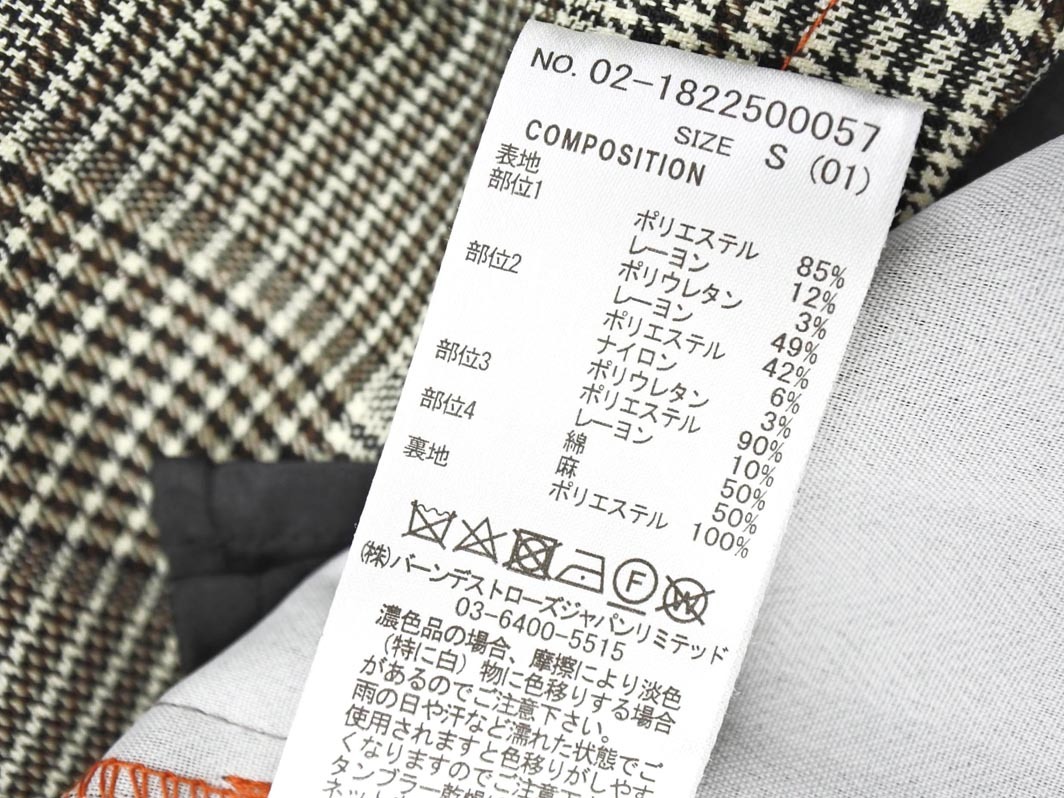 NO. 02-1822500057
SIZE S (01)
COMPOSITION
表地
部位1 ポリエステル 85%
レーヨン 12%
ポリウレタン 3%
部位2 レーヨン 49%
ポリエステル 42%
ナイロン 6%
ポリウレタン 3%
部位3 ポリエステル 90%
レーヨン 10%
部位4 綿 50%
麻 50%
裏地 ポリエステル 100%
F W
(株)バーンデストローズジャパンリミテッド
03-6400-5515
濃色品の場合、摩擦により淡色
(特に白)物に色移りする場合
があるのでご注意下さい。
雨の日や汗など濡れた状態でご
使用されますと色移りがしやす
くなりますのでご注意下
タンブラー乾燥
ネット